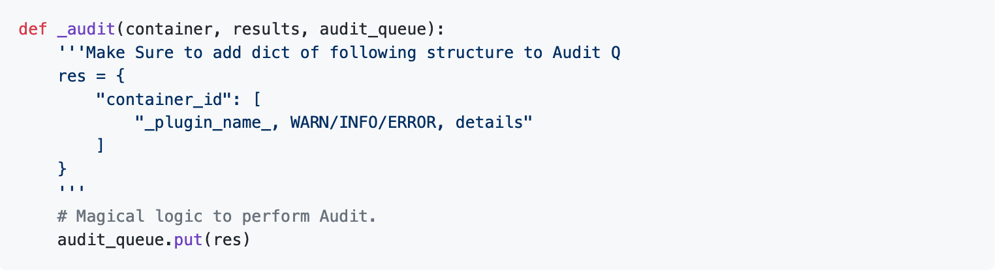 def _audit(container, results, audit_queue):
    '''Make Sure to add dict of following structure to Audit Q
    res = {
        "container_id": [
            "_plugin_name_, WARN/INFO/ERROR, details"
        ]
    }
    '''
    # Magical logic to perform Audit.
    audit_queue.put(res)